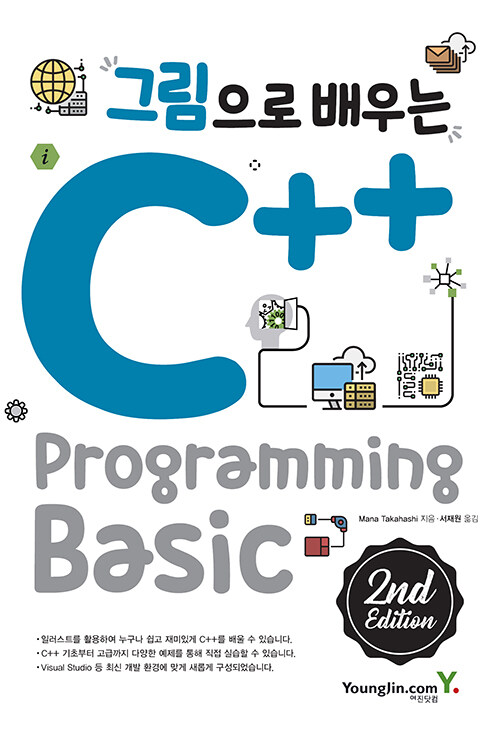 그림으로 배우는
i
C++
Programming
Basic
Mana Takahashi 지음·서재원 옮김
2nd
Edition
·일러스트를 활용하여 누구나 쉽고 재미있게 C++를 배울 수 있습니다.
·C++ 기초부터 고급까지 다양한 예제를 통해 직접 실습할 수 있습니다.
·Visual Studio 등 최신 개발 환경에 맞게 새롭게 구성되었습니다.
YoungJin.com Y.
여진닷컴